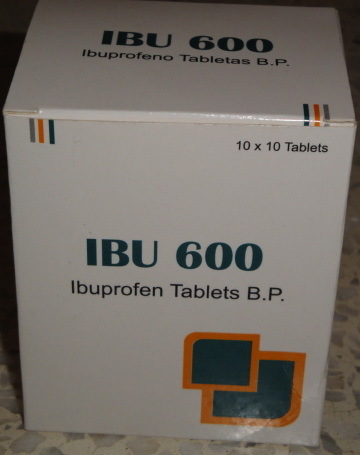 IBU 600
Ibuprofeno Tabletas B.P.
10 x 10 Tablets
IBU 600
Ibuprofen Tablets B.P.